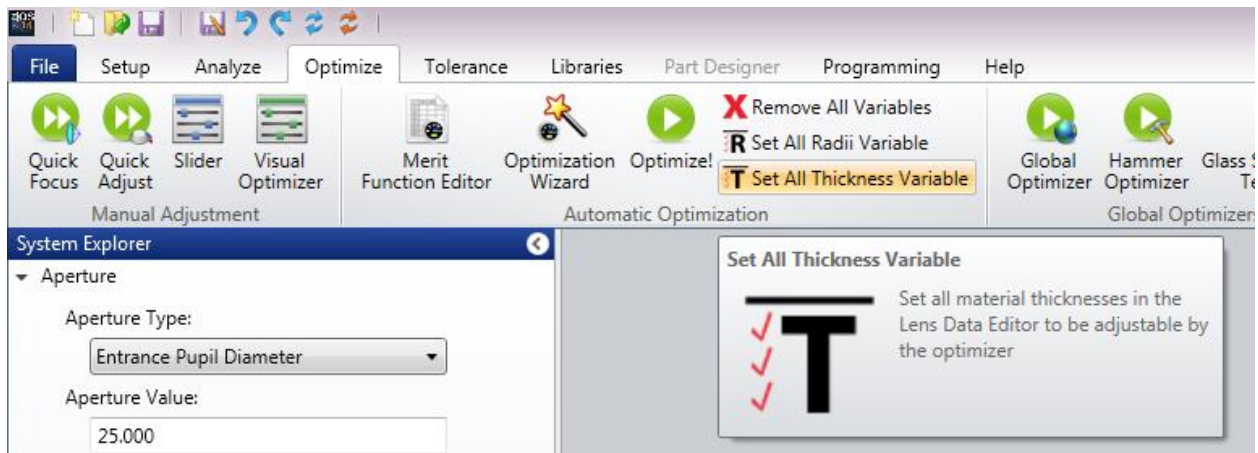 File Setup Analyze Optimize Tolerance Libraries Part Designer Programming Help
Quick Focus
Quick Adjust
Slider
Visual Optimizer
Manual Adjustment
Merit Function Editor
Optimization Wizard
Optimize!
Remove All Variables
R Set All Radii Variable
T Set All Thickness Variable
Automatic Optimization
Global Optimizer
Hammer Optimizer
Glass
Global Optimizers
System Explorer
Aperture
Aperture Type:
Entrance Pupil Diameter
Aperture Value:
25.000
Set All Thickness Variable
T
Set all material thicknesses in the
Lens Data Editor to be adjustable by
the optimizer